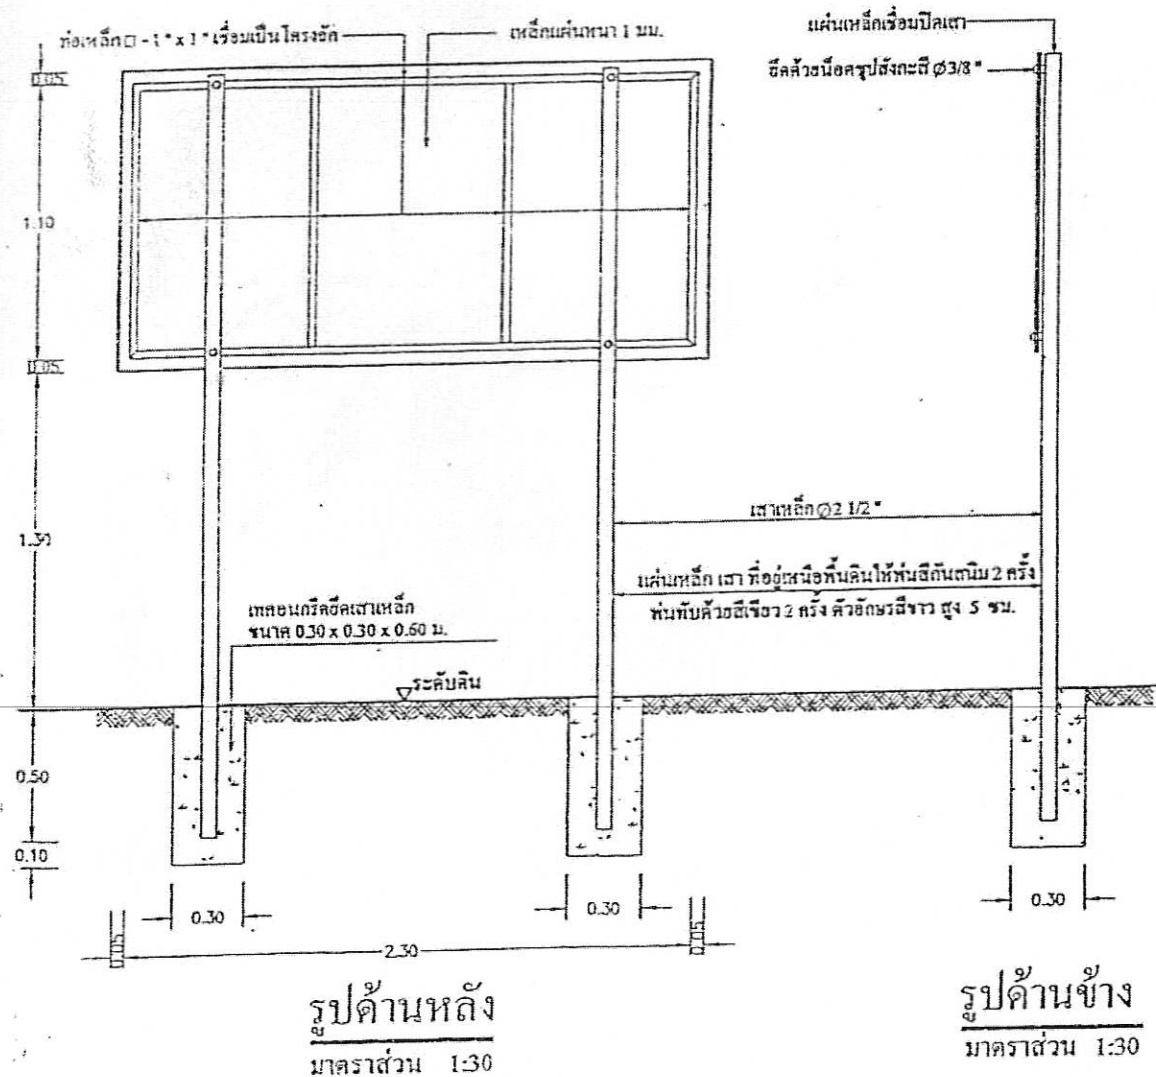 ท่อเหล็ก□-1"x1"เชื่อมเป็นโครงยึด
เหล็กแผ่นหนา 1 มม.
แผ่นเหล็กเชื่อมปิดเสา
ยึดด้วยน็อตชุปสังกะสี Ø3/8"
0.05
1.10
0.05
1.30
เสาเหล็ก Ø2 1/2"
แผ่นเหล็ก เสา ที่อยู่เหนือพื้นดินให้พ่นสีกันสนิม 2 ครั้ง
พ่นทับด้วยสีเขียว 2 ครั้ง ตัวอักษรสีขาว สูง 5 ซม.
เทคอนกรีตยึดเสาเหล็ก
ขนาด 0.30 x 0.30 x 0.60 ม.
ระดับดิน
0.50
0.10
0.30
0.30
0.30
0.05
2.30
0.05
รูปด้านหลัง
มาตราส่วน 1:30
รูปด้านข้าง
มาตราส่วน 1:30